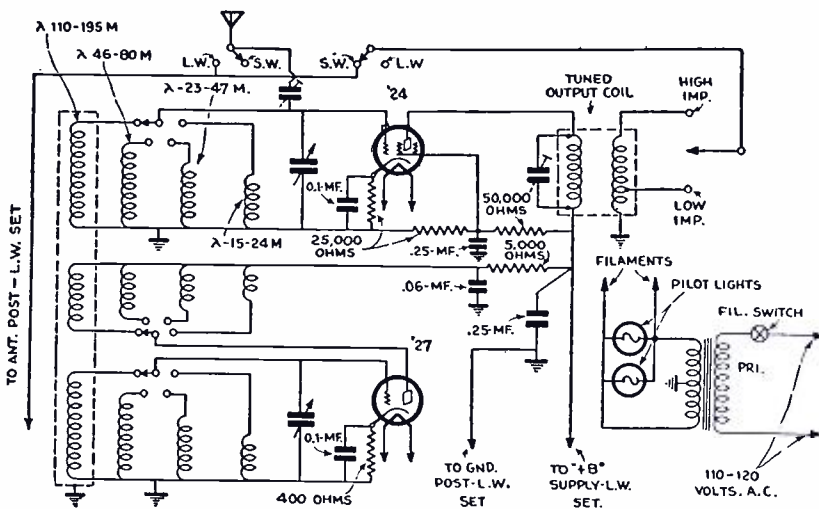 λ 110-195 M
λ 46-80 M
λ-23-47 M.
L.W.
S.W.
S.W.
L.W
'24
TUNED
OUTPUT COIL
HIGH
IMP.
LOW
IMP.
TO ANT. POST-L.W. SET
0.1-MF.
λ-15-24 M
25,000
OHMS
.25-MF.
50,000
OHMS
5,000
OHMS
.06-MF.
.25-MF.
FILAMENTS
PILOT LIGHTS
FIL. SWITCH
PRI.
'27
0.1-MF.
400 OHMS
TO GND.
POST-L.W.
SET
TO "+B"
SUPPLY-L.W.
SET.
110-120
VOLTS. A.C.